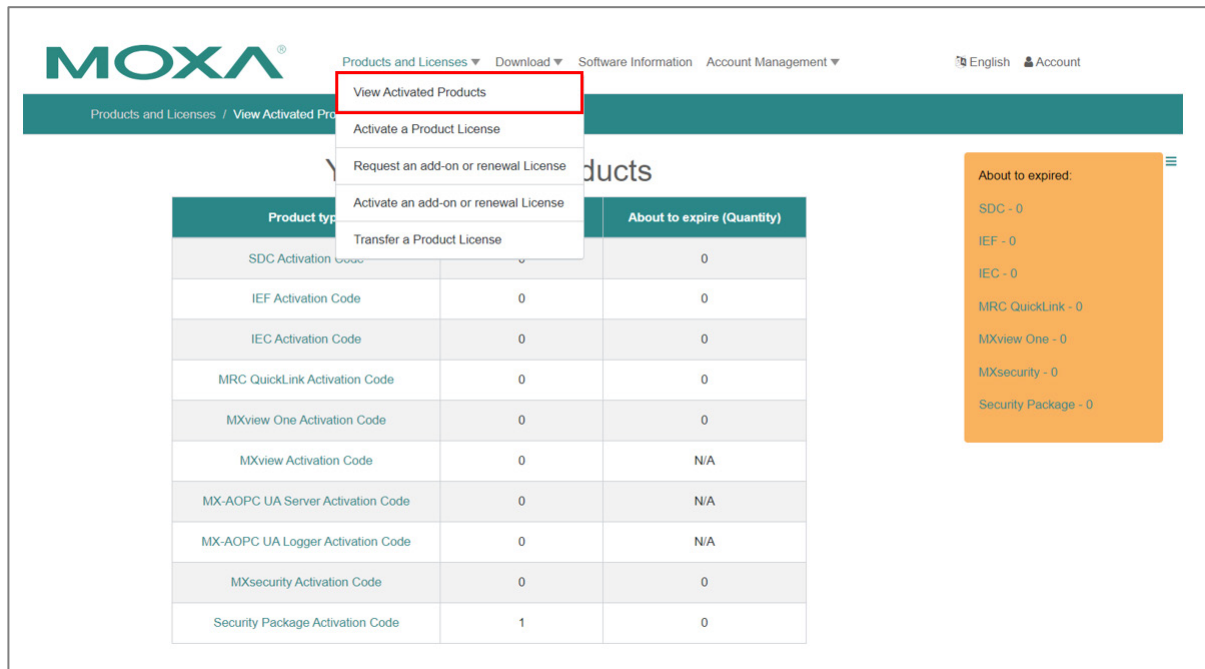 MOXA®
Products and Licenses ▼ Download ▼ Software Information Account Management ▼ English Account
View Activated Products
Products and Licenses / View Activated Pro
Activate a Product License
Request an add-on or renewal License
Activate an add-on or renewal License
Transfer a Product License
Y ducts
Product typ About to expire (Quantity)
SDC Activation 0
IEF Activation Code 0 0
IEC Activation Code 0 0
MRC QuickLink Activation Code 0 0
MXview One Activation Code 0 0
MXview Activation Code 0 N/A
MX-AOPC UA Server Activation Code 0 N/A
MX-AOPC UA Logger Activation Code 0 N/A
MXsecurity Activation Code 0 0
Security Package Activation Code 1 0
About to expired:
SDC - 0
IEF - 0
IEC - 0
MRC QuickLink - 0
MXview One - 0
MXsecurity - 0
Security Package - 0